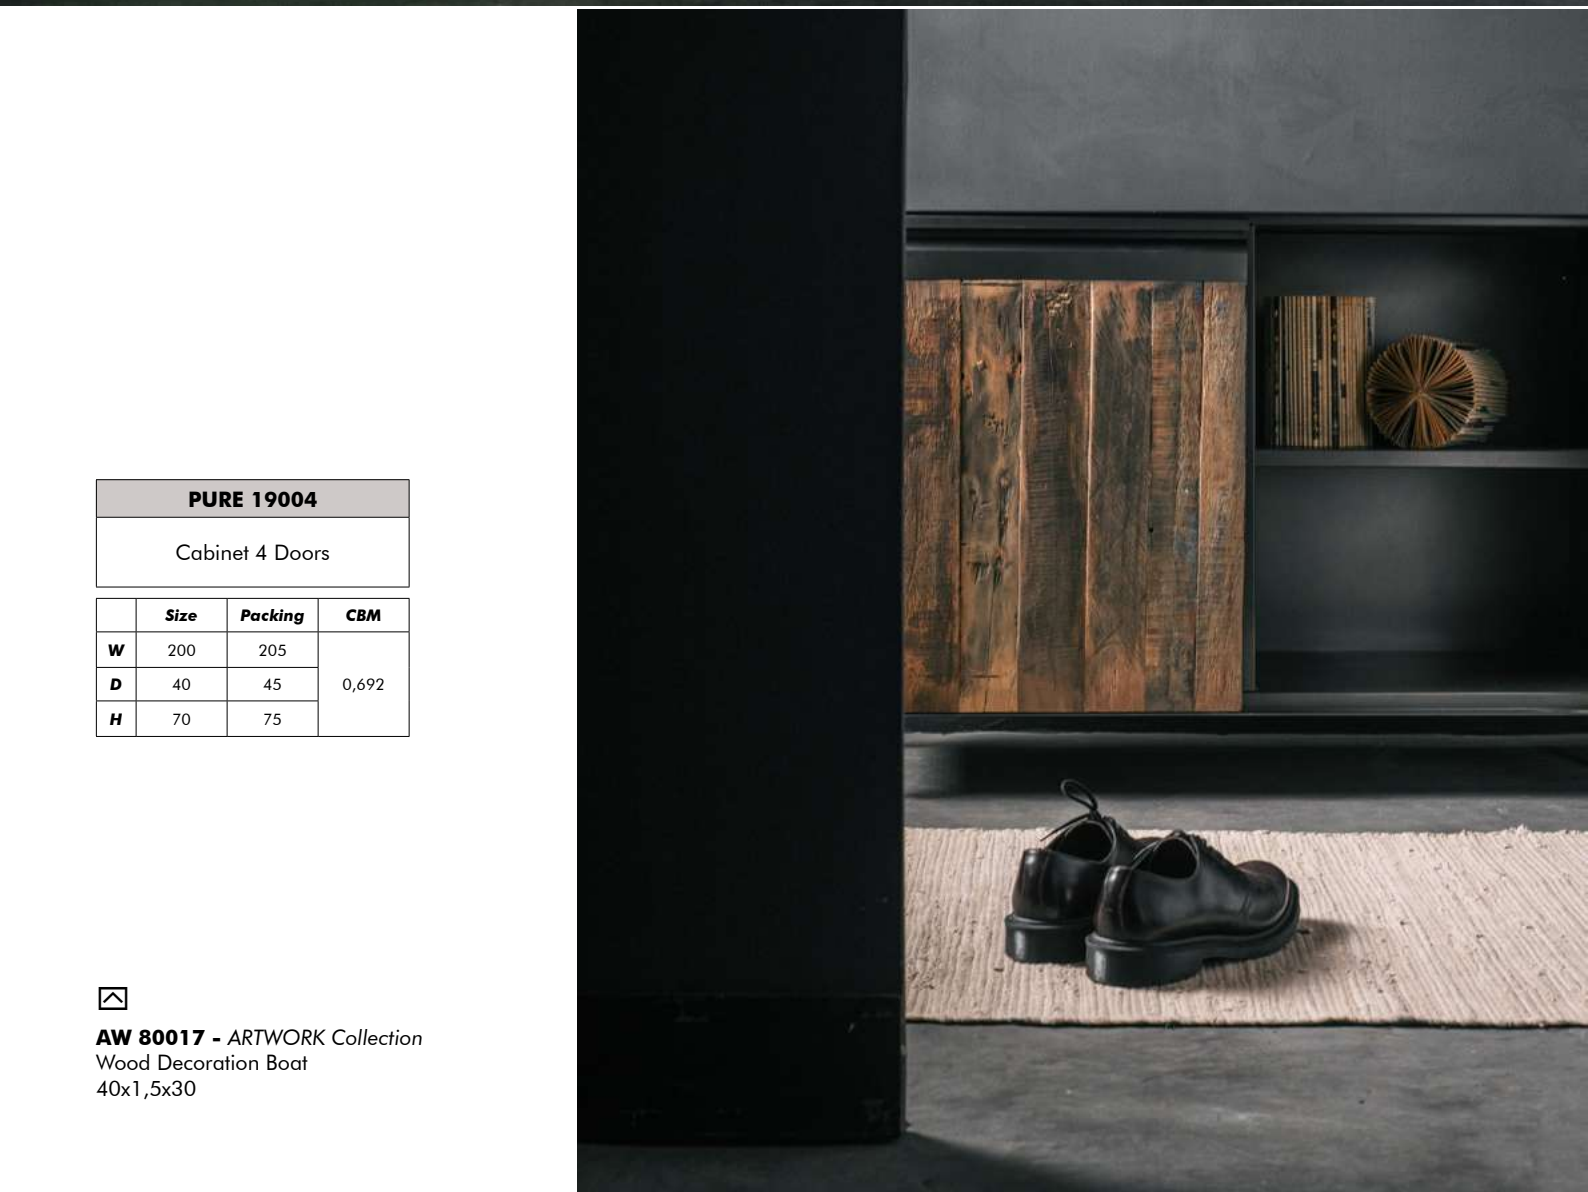 PURE 19004
Cabinet 4 Doors
Size Packing CBM
W 200 205
D 40 45 0,692
H 70 75
AW 80017 - ARTWORK Collection
Wood Decoration Boat
40x1,5x30